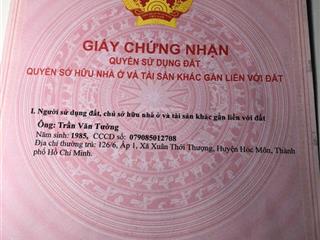 GIẤY CHỨNG NHẬN
QUYỀN SỬ DỤNG ĐẤT
QUYỀN SỞ HỮU NHÀ Ở VÀ TÀI SẢN KHÁC GẮN LIỀN VỚI ĐẤT
I. Người sử dụng đất, chủ sở hữu nhà ở và tài sản khác gắn liền với đất
Ông: Trần Văn Tường
Năm sinh: 1985, CCCD số: 079085012708
Địa chỉ thường trú: 126/6, Ấp 1, Xã Xuân Thới Thượng, Huyện Hóc Môn, Thành
phố Hồ Chí Minh.